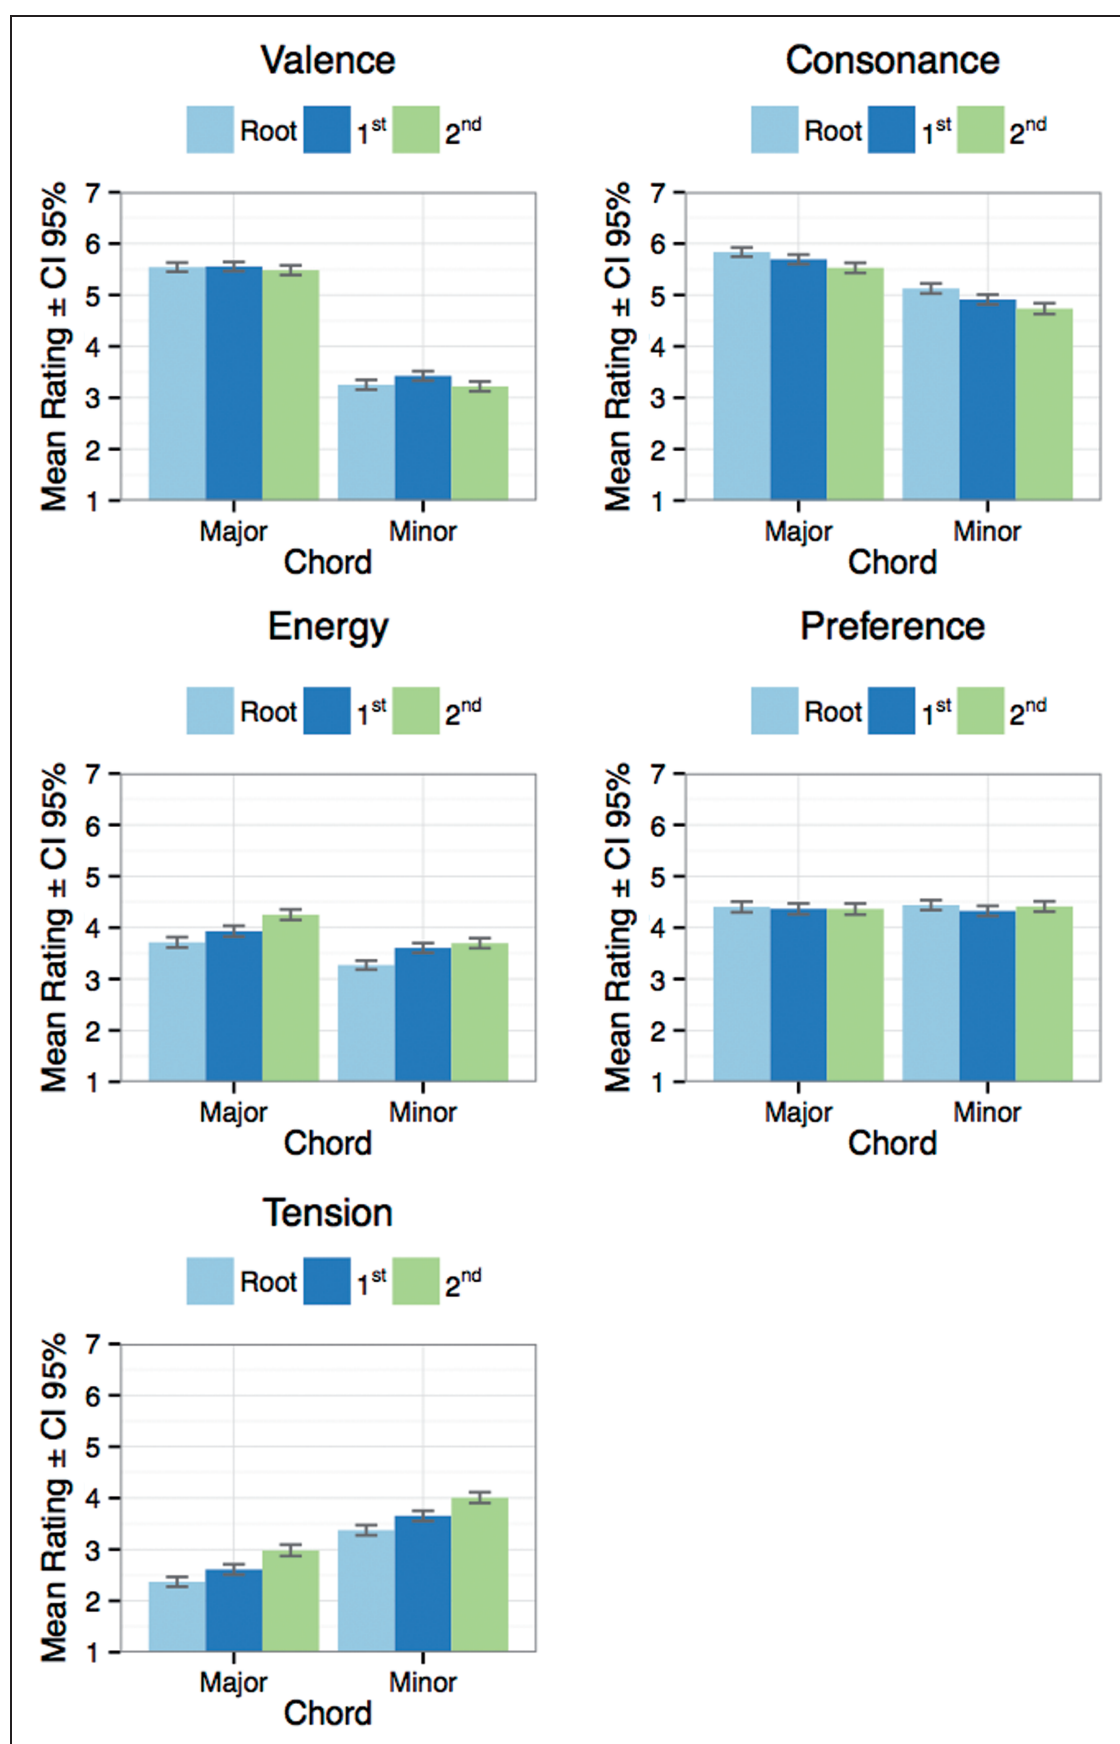 Valence
Root 1st 2nd
Mean Rating ± CI 95%
7
6
5
4
3
2
1
Major Minor
Chord
Consonance
Root 1st 2nd
Mean Rating ± CI 95%
7
6
5
4
3
2
1
Major Minor
Chord
Energy
Root 1st 2nd
Mean Rating ± CI 95%
7
6
5
4
3
2
1
Major Minor
Chord
Preference
Root 1st 2nd
Mean Rating ± CI 95%
7
6
5
4
3
2
1
Major Minor
Chord
Tension
Root 1st 2nd
Mean Rating ± CI 95%
7
6
5
4
3
2
1
Major Minor
Chord